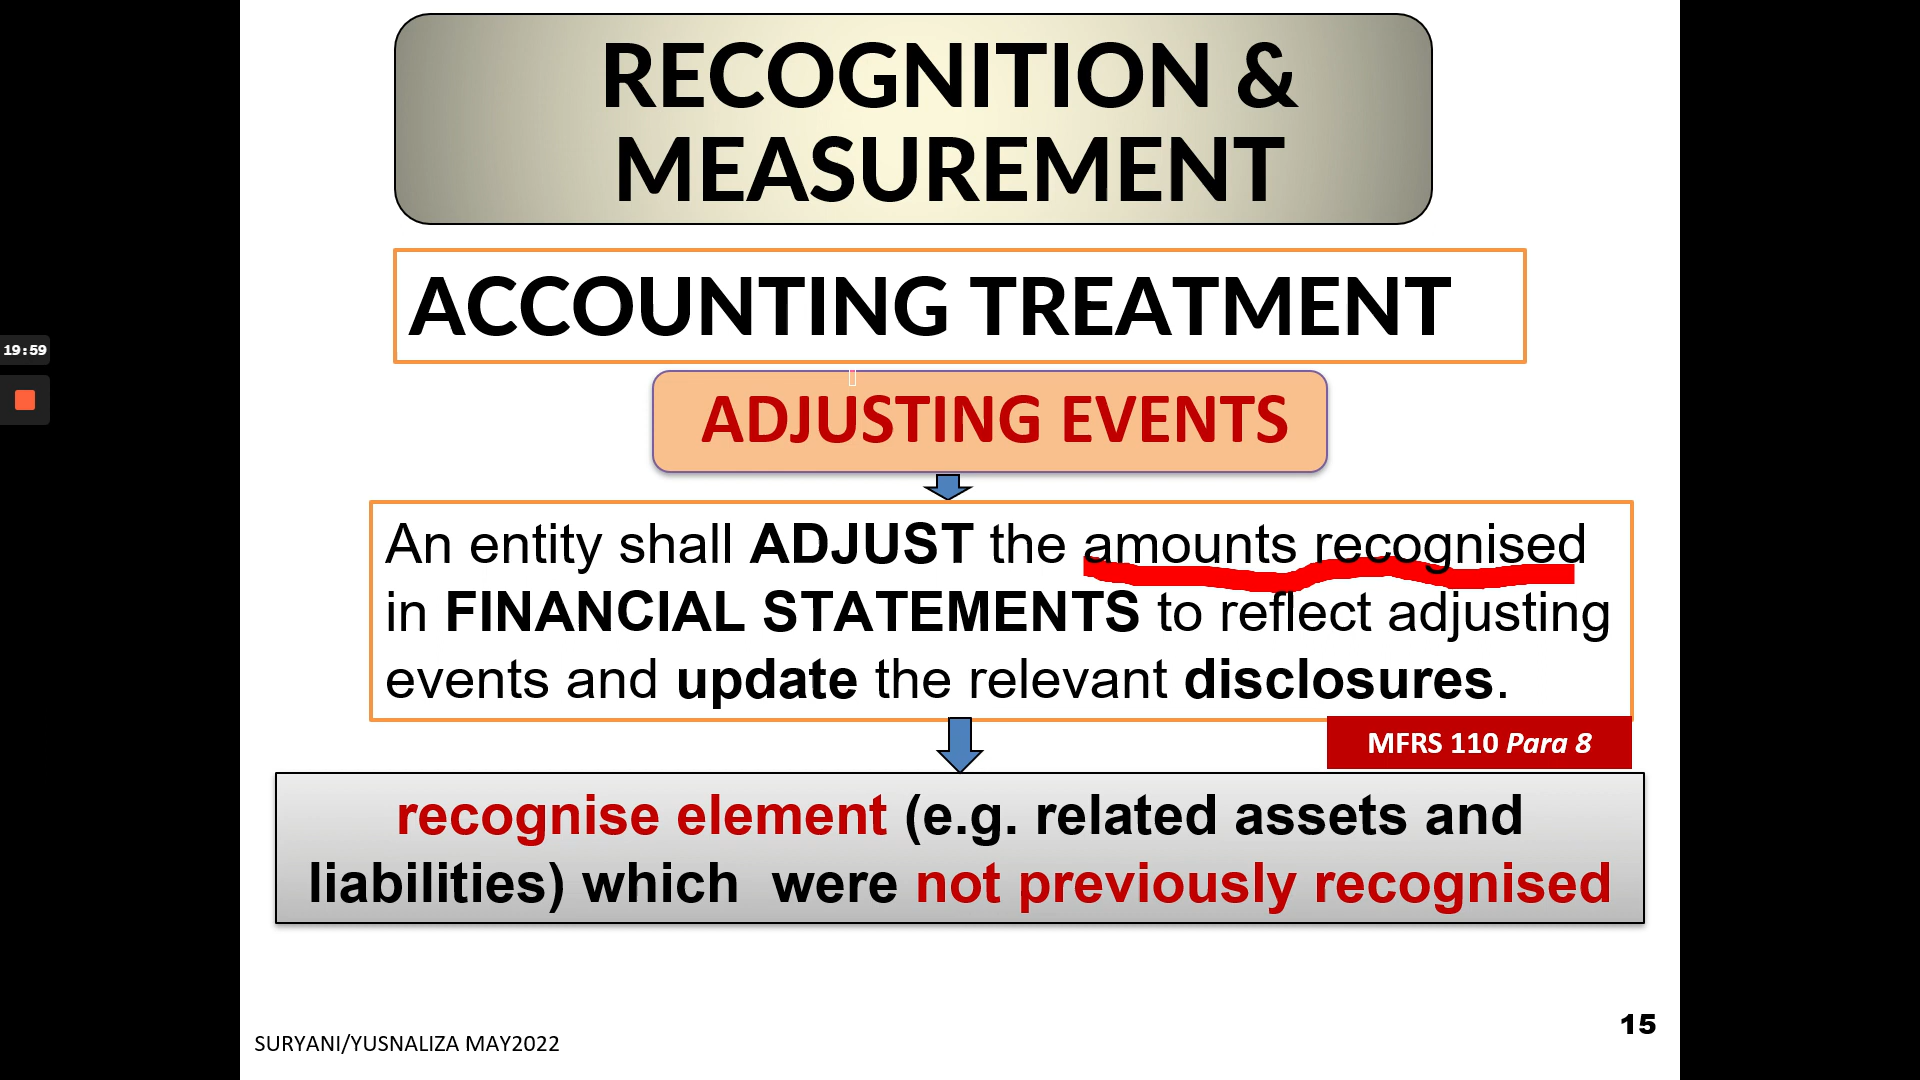 RECOGNITION &
MEASUREMENT
ACCOUNTING TREATMENT
19:59
ADJUSTING EVENTS
An entity shall ADJUST the amounts recognised
in FINANCIAL STATEMENTS to reflect adjusting
events and update the relevant disclosures.
MFRS 110 Para 8
recognise element (e.g. related assets and
liabilities) which were not previously recognised
15
SURYANI/YUSNALIZA MAY2022